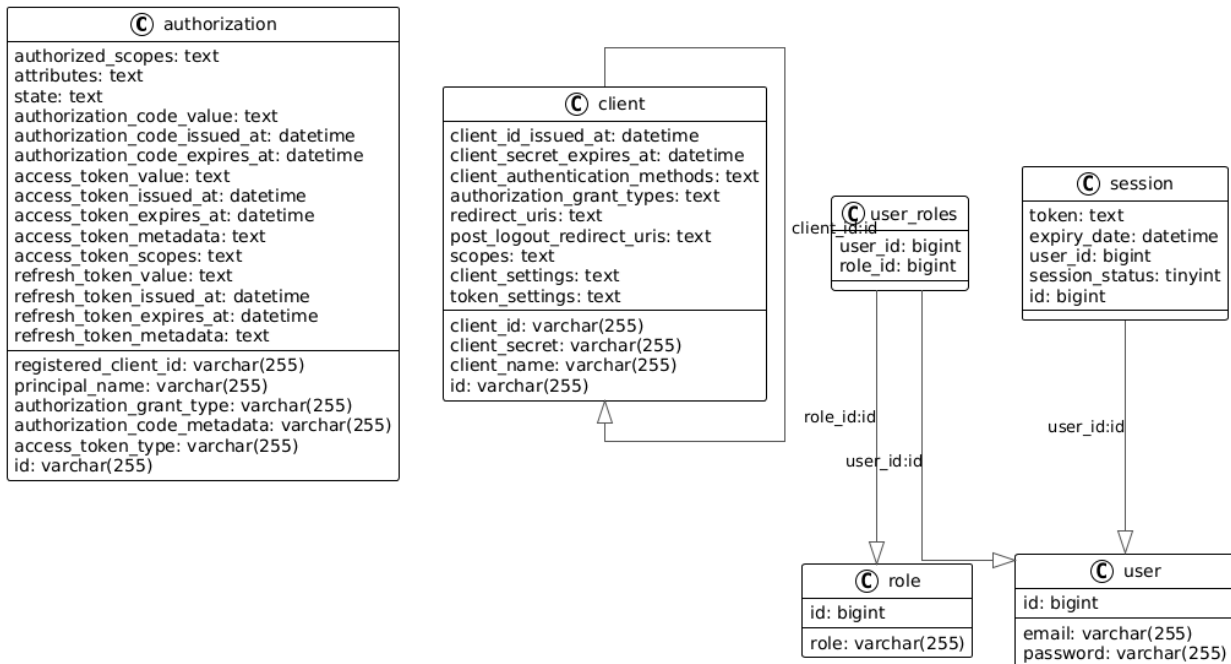 C authorization
authorized_scopes: text
attributes: text
state: text
authorization_code_value: text
authorization_code_issued_at: datetime
authorization_code_expires_at: datetime
access_token_value: text
access_token_issued_at: datetime
access_token_expires_at: datetime
access_token_metadata: text
access_token_scopes: text
refresh_token_value: text
refresh_token_issued_at: datetime
refresh_token_expires_at: datetime
refresh_token_metadata: text
registered_client_id: varchar(255)
principal_name: varchar(255)
authorization_grant_type: varchar(255)
authorization_code_metadata: varchar(255)
access_token_type: varchar(255)
id: varchar(255)
C client
client_id_issued_at: datetime
client_secret_expires_at: datetime
client_authentication_methods: text
authorization_grant_types: text
redirect_uris: text
post_logout_redirect_uris: text
scopes: text
client_settings: text
token_settings: text
client_id: varchar(255)
client_secret: varchar(255)
client_name: varchar(255)
id: varchar(255)
client_id:id
C user_roles
user_id: bigint
role_id: bigint
C session
token: text
expiry_date: datetime
user_id: bigint
session_status: tinyint
id: bigint
role_id:id
user_id:id
user_id:id
C role
id: bigint
role: varchar(255)
C user
id: bigint
email: varchar(255)
password: varchar(255)